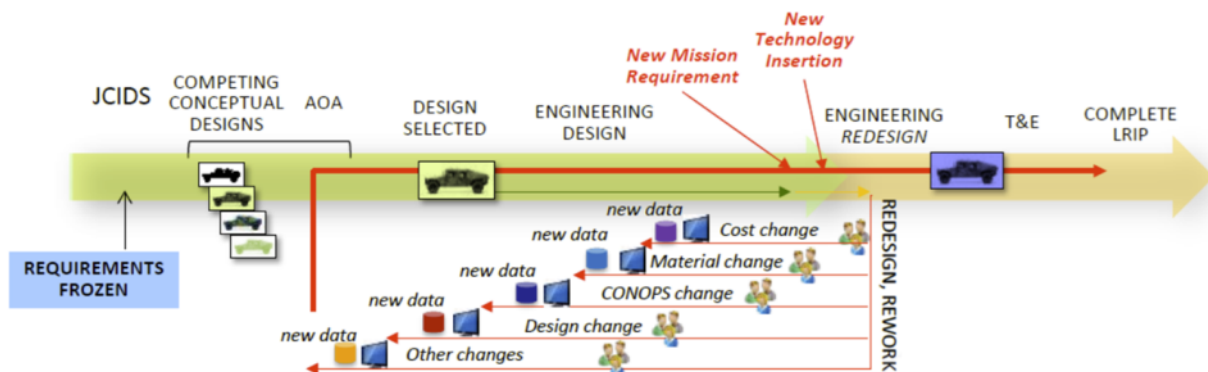 New Mission
Requirement
New
Technology
Insertion
JCIDS
COMPETING
CONCEPTUAL
DESIGNS
AOA
DESIGN
SELECTED
ENGINEERING
DESIGN
ENGINEERING
REDESIGN
T&E
COMPLETE
LRIP
REQUIREMENTS
FROZEN
new data
Cost change
new data
Material change
new data
CONOPS change
new data
Design change
new data
Other changes
REDESIGN, REWORK